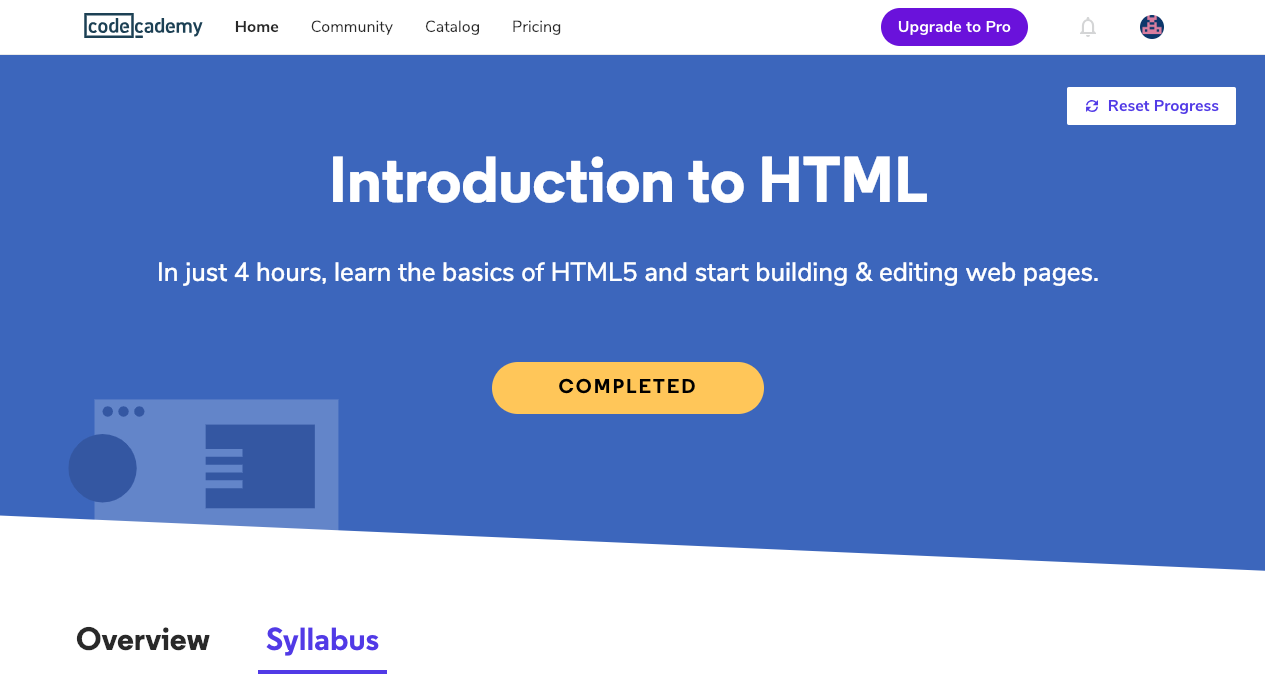 codecademy Home Community Catalog Pricing Upgrade to Pro
Reset Progress
Introduction to HTML
In just 4 hours, learn the basics of HTML5 and start building & editing web pages.
COMPLETED
Overview Syllabus